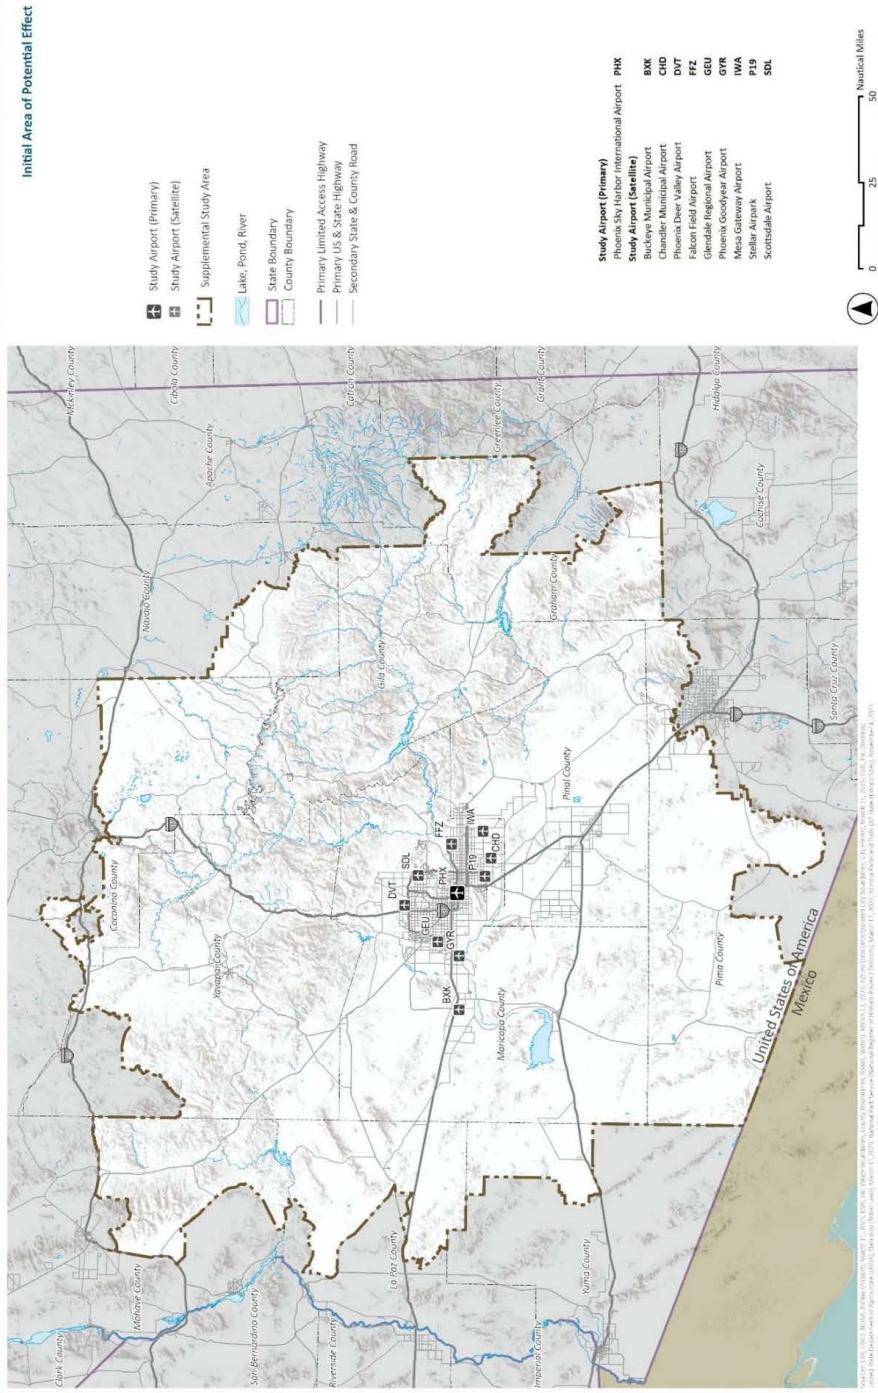 Initial Area of Potential Effect
Study Airport (Primary)
Study Airport (Satellite)
Supplemental Study Area
Lake, Pond, River
State Boundary
County Boundary
Primary Limited Access Highway
Primary US & State Highway
Secondary State & County Road
Study Airport (Primary)
Phoenix Sky Harbor International Airport PHX
Study Airport (Satellite)
Buckeye Municipal Airport BXK
Chandler Municipal Airport CHD
Phoenix Deer Valley Airport DVT
Falcon Field Airport FFZ
Glendale Regional Airport GEU
Phoenix Goodyear Airport GYR
Mesa Gateway Airport IWA
Stellar Airpark P19
Scottsdale Airport SDL
0 25 50 Nautical Miles
Clark County
Mohave County
San Bernardino County
Riverside County
La Paz County
Imperial County
Yuma County
Coconino County
Yavapai County
Maricopa County
Navajo County
Apache County
McKinley County
Cibola County
Catron County
Gila County
Greenlee County
Grant County
Graham County
Hidalgo County
Cochise County
Pinal County
Pima County
Santa Cruz County
DVT
SDL
GEU
PHX
FFZ
GYR
BXK
P19
IWA
CHD
United States of America
Mexico